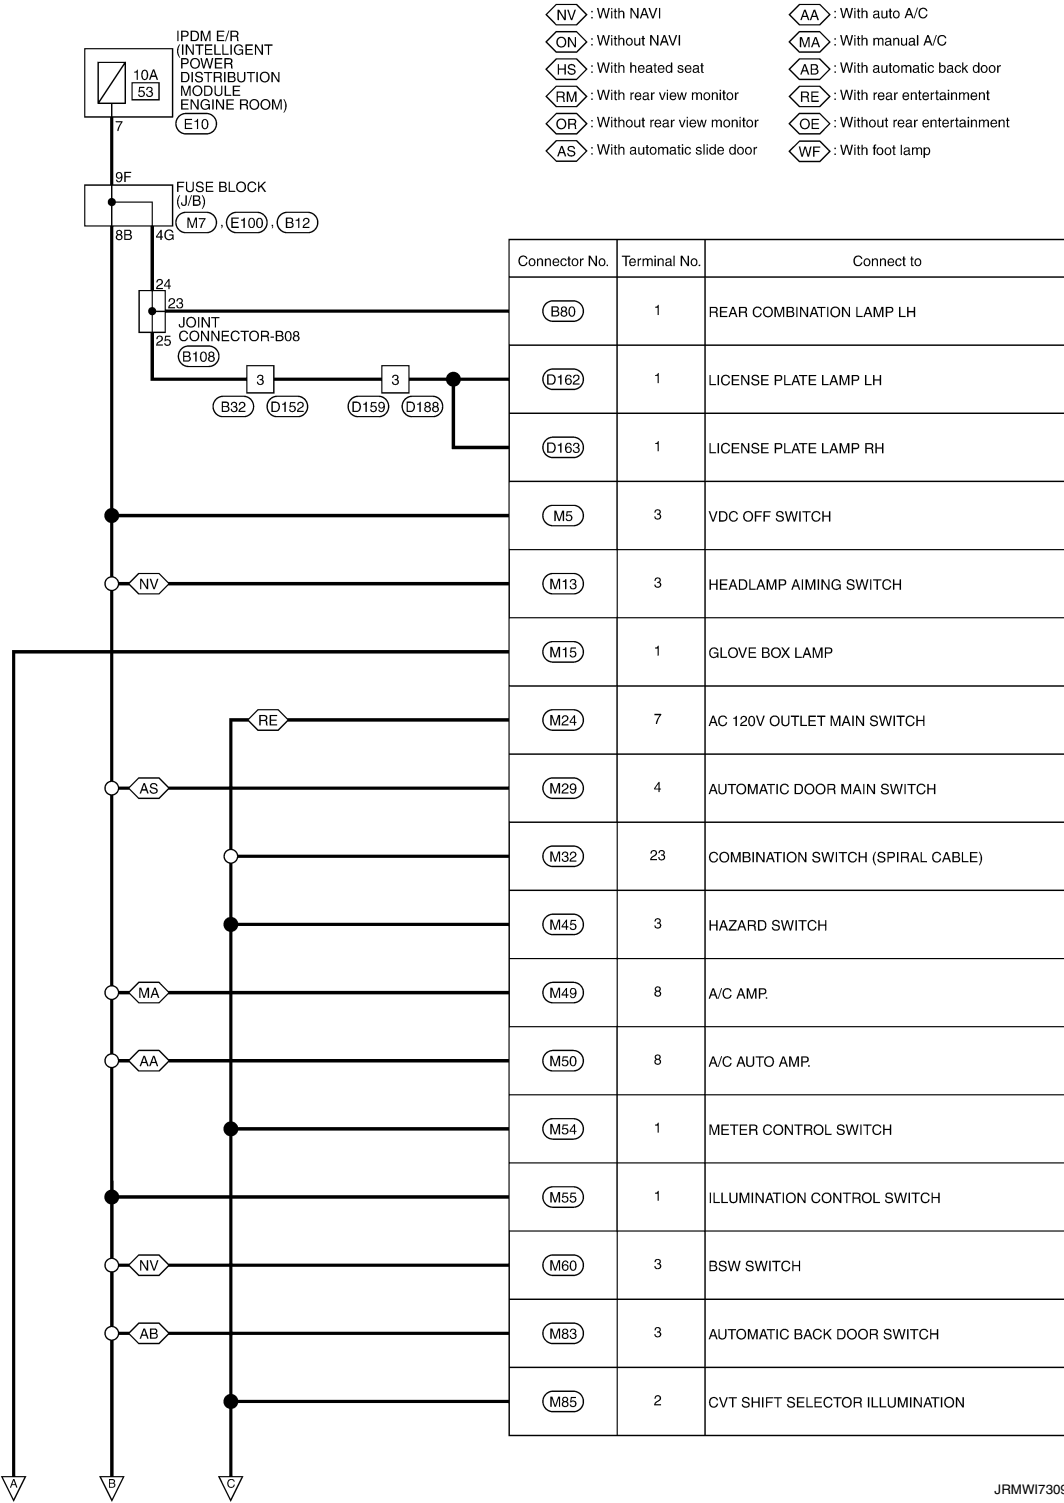 NV : With NAVI
AA : With auto A/C
ON : Without NAVI
MA : With manual A/C
HS : With heated seat
AB : With automatic back door
RM : With rear view monitor
RE : With rear entertainment
OR : Without rear view monitor
OE : Without rear entertainment
AS : With automatic slide door
WF : With foot lamp
IPDM E/R
(INTELLIGENT
POWER
DISTRIBUTION
MODULE
ENGINE ROOM)
10A
53
E10
7
9F
FUSE BLOCK
(J/B)
M7 , E100 , B12
8B
4G
24
23
JOINT
CONNECTOR-B08
25
B108
3
3
B32
D152
D159
D188
Connector No. Terminal No. Connect to
B80 1 REAR COMBINATION LAMP LH
D162 1 LICENSE PLATE LAMP LH
D163 1 LICENSE PLATE LAMP RH
M5 3 VDC OFF SWITCH
NV M13 3 HEADLAMP AIMING SWITCH
M15 1 GLOVE BOX LAMP
RE M24 7 AC 120V OUTLET MAIN SWITCH
AS M29 4 AUTOMATIC DOOR MAIN SWITCH
M32 23 COMBINATION SWITCH (SPIRAL CABLE)
M45 3 HAZARD SWITCH
MA M49 8 A/C AMP.
AA M50 8 A/C AUTO AMP.
M54 1 METER CONTROL SWITCH
M55 1 ILLUMINATION CONTROL SWITCH
NV M60 3 BSW SWITCH
AB M83 3 AUTOMATIC BACK DOOR SWITCH
M85 2 CVT SHIFT SELECTOR ILLUMINATION
A
B
C